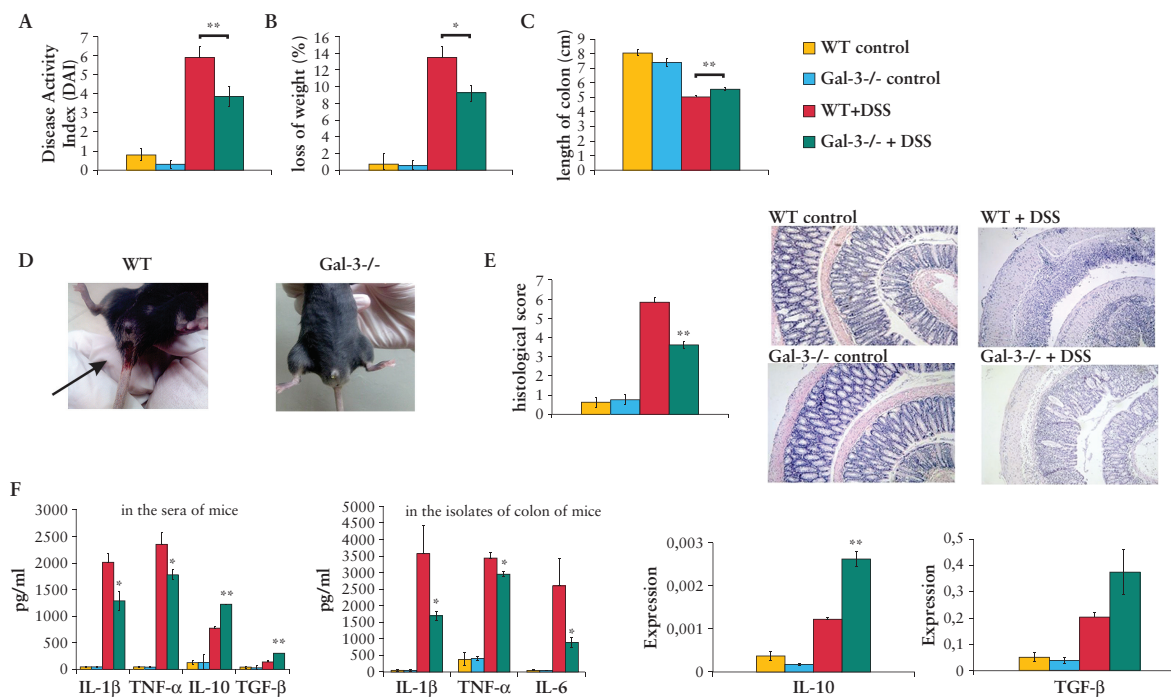 A
Disease Activity
Index (DAI)
7
6
5
4
3
2
1
0
**
B
loss of weight (%)
16
14
12
10
8
6
4
2
0
*
C
length of colon (cm)
9
8
7
6
5
4
3
2
1
0
**
WT control
Gal-3-/- control
WT+DSS
Gal-3-/- + DSS
D
WT
Gal-3-/-
E
histological score
7
6
5
4
3
2
1
0
**
WT control
WT + DSS
Gal-3-/- control
Gal-3-/- + DSS
F
in the sera of mice
pg/ml
3000
2500
2000
1500
1000
500
0
*
*
**
**
IL-1β TNF-α IL-10 TGF-β
in the isolates of colon of mice
pg/ml
5000
4500
4000
3500
3000
2500
2000
1500
1000
500
0
*
*
*
IL-1β TNF-α IL-6
Expression
0,003
0,002
0,001
0
**
IL-10
Expression
0,5
0,4
0,3
0,2
0,1
0
TGF-β